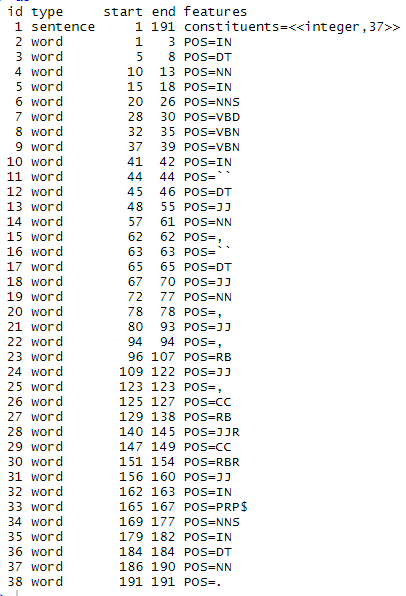 id type start end features
1 sentence 1 191 constituents=<<integer,37>>
2 word 1 3 POS=IN
3 word 5 8 POS=DT
4 word 10 13 POS=NN
5 word 15 18 POS=IN
6 word 20 26 POS=NNS
7 word 28 30 POS=VBD
8 word 32 35 POS=VBN
9 word 37 39 POS=VBN
10 word 41 42 POS=IN
11 word 44 44 POS=``
12 word 45 46 POS=DT
13 word 48 55 POS=JJ
14 word 57 61 POS=NN
15 word 62 62 POS=,
16 word 63 63 POS=``
17 word 65 65 POS=DT
18 word 67 70 POS=JJ
19 word 72 77 POS=NN
20 word 78 78 POS=,
21 word 80 93 POS=JJ
22 word 94 94 POS=,
23 word 96 107 POS=RB
24 word 109 122 POS=JJ
25 word 123 123 POS=,
26 word 125 127 POS=CC
27 word 129 138 POS=RB
28 word 140 145 POS=JJR
29 word 147 149 POS=CC
30 word 151 154 POS=RBR
31 word 156 160 POS=JJ
32 word 162 163 POS=IN
33 word 165 167 POS=PRP$
34 word 169 177 POS=NNS
35 word 179 182 POS=IN
36 word 184 184 POS=DT
37 word 186 190 POS=NN
38 word 191 191 POS=.